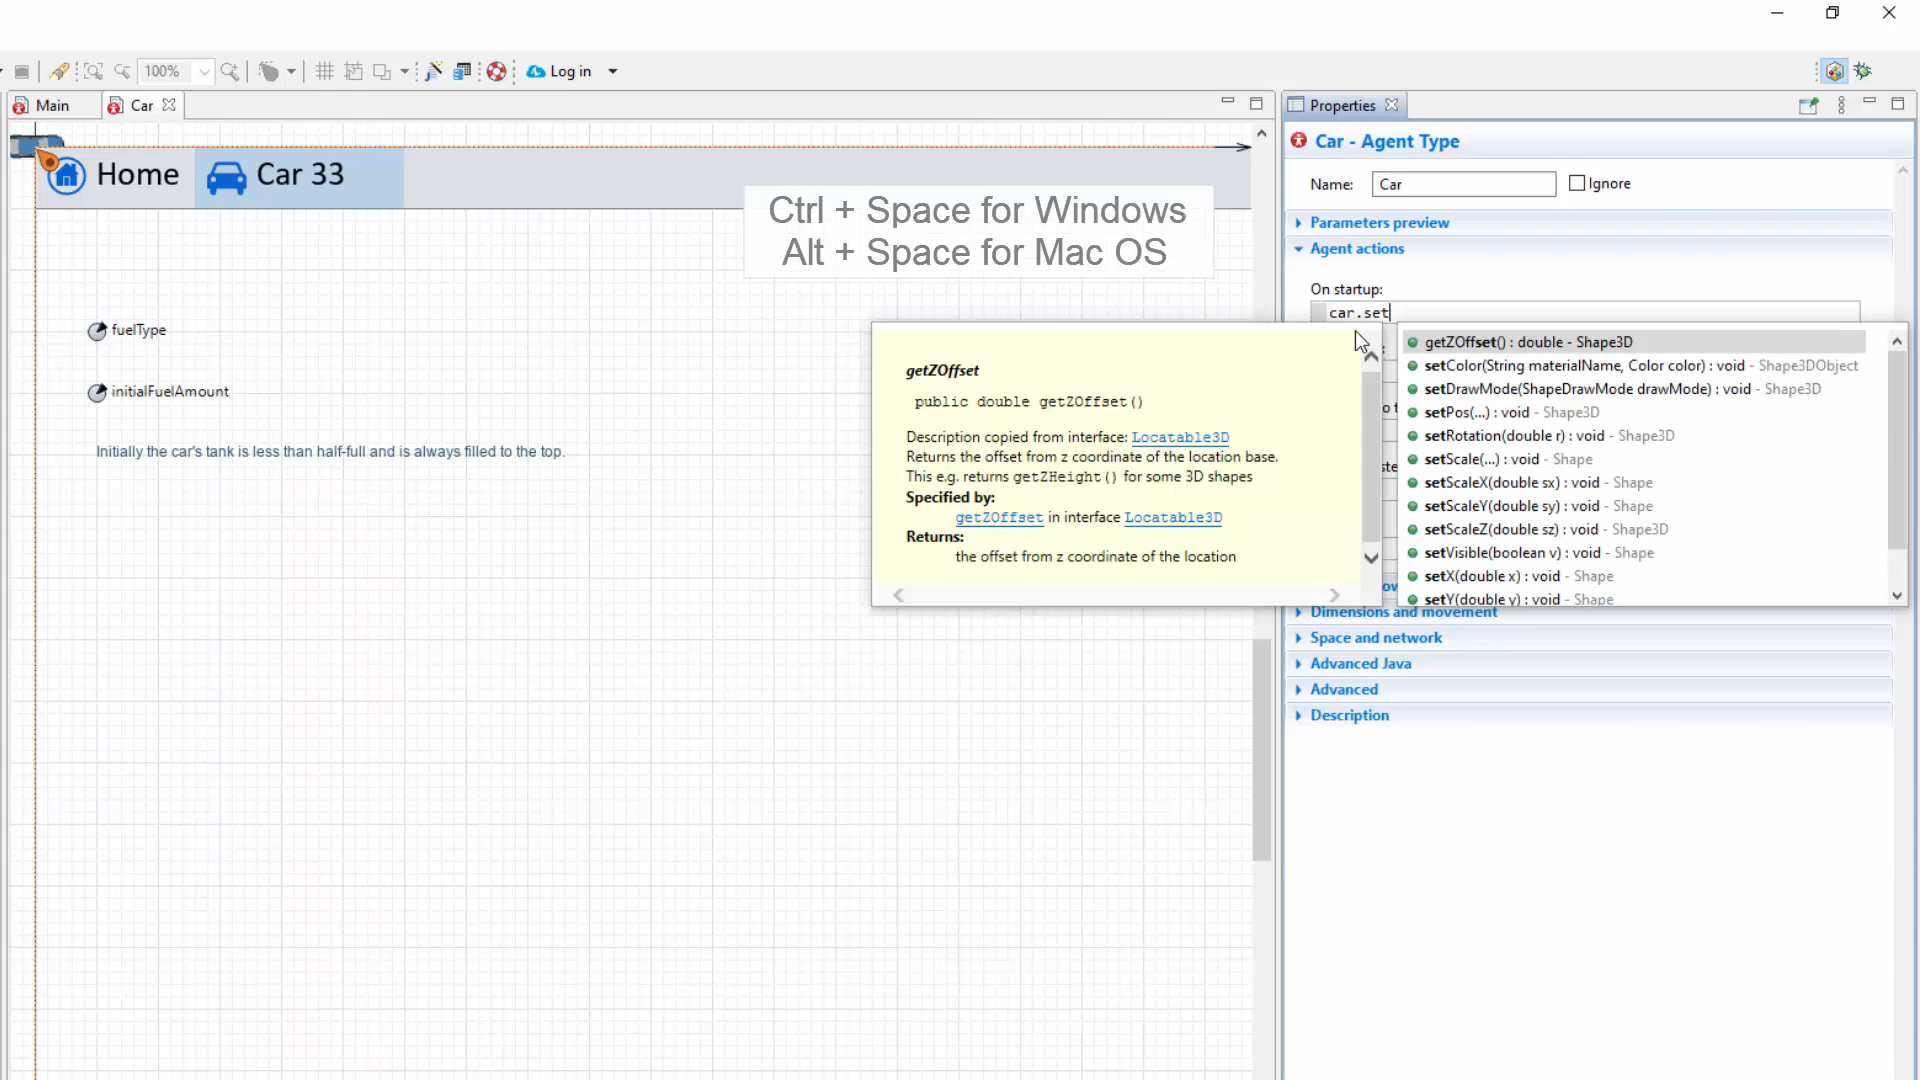 100%
Log in
Main
Car
Properties
Car - Agent Type
Home
Car 33
Name:
Car
Ignore
Ctrl + Space for Windows
Alt + Space for Mac OS
Parameters preview
Agent actions
On startup:
car.set
fuelType
initialFuelAmount
Initially the car's tank is less than half-full and is always filled to the top.
getZOffset
public double getZOffset()
Description copied from interface: Locatable3D
Returns the offset from z coordinate of the location base.
This e.g. returns getZHeight() for some 3D shapes
Specified by:
getZOffset in interface Locatable3D
Returns:
the offset from z coordinate of the location
getZOffset() : double - Shape3D
setColor(String materialName, Color color) : void - Shape3DObject
setDrawMode(ShapeDrawMode drawMode) : void - Shape3D
setPos(...) : void - Shape3D
setRotation(double r) : void - Shape3D
setScale(...) : void - Shape
setScaleX(double sx) : void - Shape
setScaleY(double sy) : void - Shape
setScaleZ(double sz) : void - Shape3D
setVisible(boolean v) : void - Shape
setX(double x) : void - Shape
setY(double y) : void - Shape
Dimensions and movement
Space and network
Advanced Java
Advanced
Description